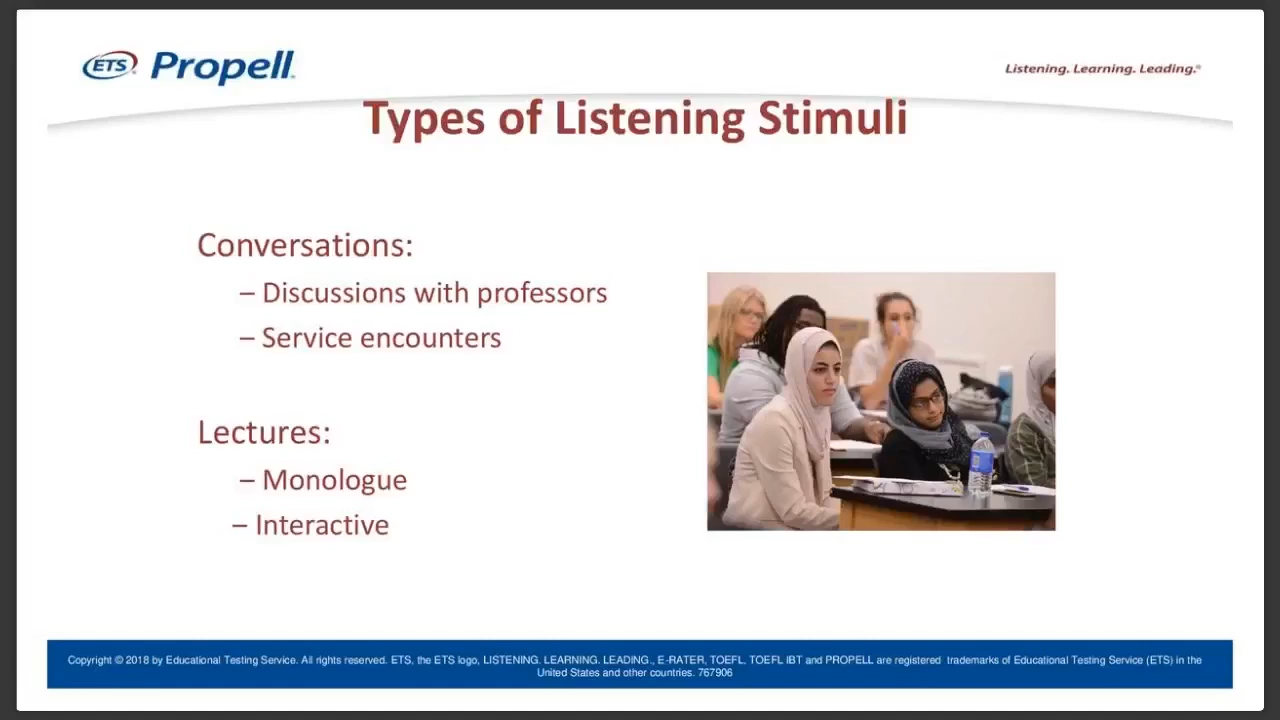 ETS Propell
Listening. Learning. Leading.®
Types of Listening Stimuli
Conversations:
– Discussions with professors
– Service encounters
Lectures:
– Monologue
– Interactive
Copyright © 2018 by Educational Testing Service. All rights reserved. ETS, the ETS logo, LISTENING. LEARNING. LEADING., E-RATER, TOEFL, TOEFL IBT and PROPELL are registered trademarks of Educational Testing Service (ETS) in the
United States and other countries. 767906